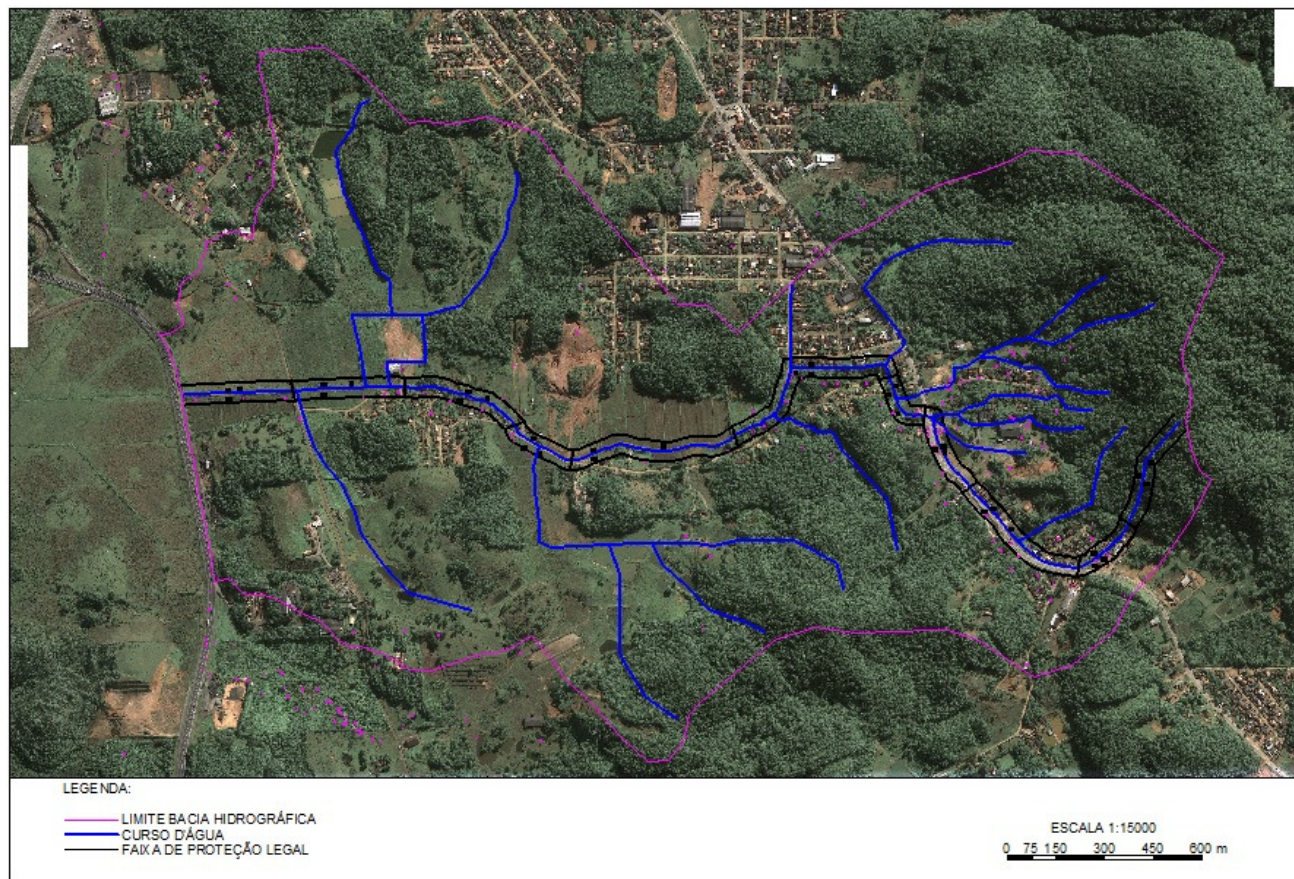 LEGENDA:
LIMITE BACIA HIDROGRÁFICA
CURSO D'ÁGUA
FAIXA DE PROTEÇÃO LEGAL
ESCALA 1:15000
0 75 150 300 450 600 m